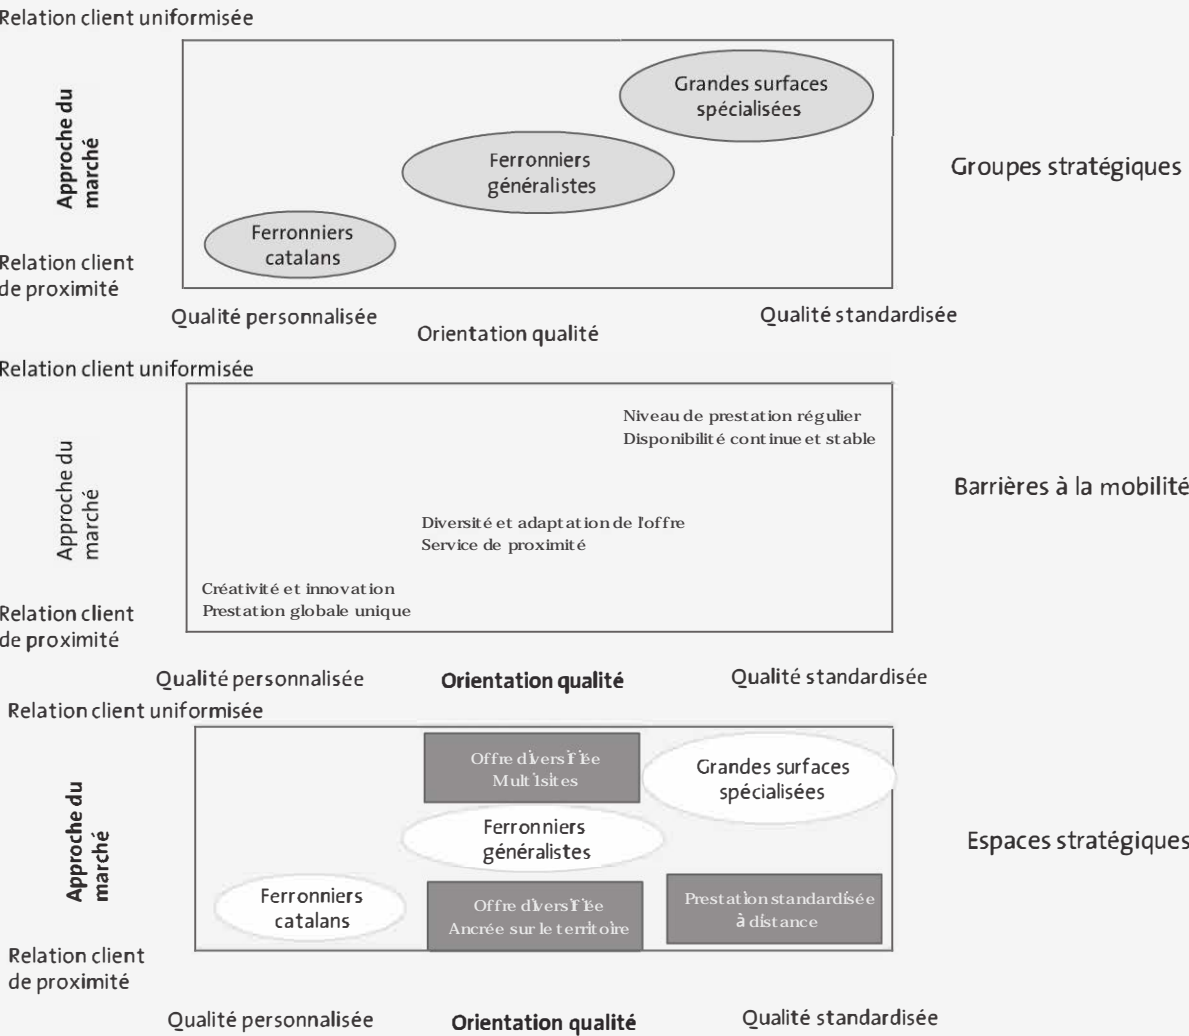 Relation client uniformisée
Grandes surfaces
spécialisées
Approche du
marché
Ferronniers
généralistes
Groupes stratégiques
Ferronniers
catalans
Relation client
de proximité
Qualité personnalisée
Orientation qualité
Qualité standardisée
Relation client uniformisée
Niveau de prestation régulier
Disponibilité continue et stable
Approche du
marché
Barrières à la mobilité
Diversité et adaptation de l'offre
Service de proximité
Créativité et innovation
Prestation globale unique
Relation client
de proximité
Qualité personnalisée
Orientation qualité
Qualité standardisée
Relation client uniformisée
Offre diversifiée
Multisites
Grandes surfaces
spécialisées
Approche du
marché
Ferronniers
généralistes
Espaces stratégiques
Ferronniers
catalans
Offre diversifiée
Ancrée sur le territoire
Prestation standardisée
à distance
Relation client
de proximité
Qualité personnalisée
Orientation qualité
Qualité standardisée